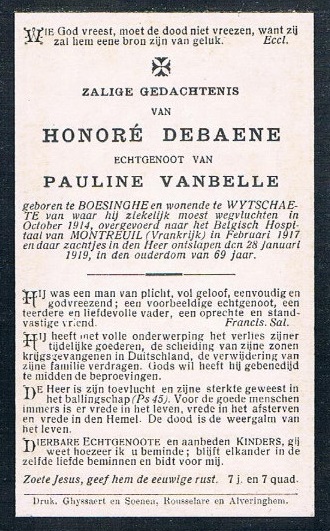 WIE God vreest, moet de dood niet vreezen, want zij
zal hem eene bron zijn van geluk. Eccl.
ZALIGE GEDACHTENIS
VAN
HONORÉ DEBAENE
ECHTGENOOT VAN
PAULINE VANBELLE
geboren te BOESINGHE en wonende te WYTSCHAE-
TE van waar hij ziekelijk moest wegvluchten in
October 1914, overgevoerd naar het Belgisch Hospi-
taal van MONTREUIL (Vrankrijk) in Februari 1917
en daar zachtjes in den Heer ontslapen den 28 januari
1919, in den ouderdom van 69 jaar.
HIJ was een man van plicht, vol geloof, eenvoudig en
godvreezend; een voorbeeldige echtgenoot, een
teerdere en liefdevolle vader, een oprechte en stand-
vastige vriend. Francis. Sal.
HIJ heeft met volle onderwerping het verlies zijner
tijdelijke goederen, de scheiding van zijne zonen
krijgsgevangenen in Duitschland, de verwijdering van
zijne familie verdragen. Gods wil heeft hij gebenedijd
te midden der beproevingen.
DE Heer is zijn toevlucht en zijne sterkte geweest in
het ballingschap (Ps 45). Voor de goede menschen
immers is er vrede in het leven, vrede in het afsterven
en vrede in den Hemel. De dood is de weergalm van
het leven.
DIERBARE ECHTGENOOTE en aanbeden KINDERS, gij
weet hoezeer ik u beminde; blijft elkander in de
zelfde liefde beminnen en bidt voor mij.
Zoete Jesus, geef hem de eeuwige rust. 7 j. en 7 quad.
Druk. Ghyssaert en Soenen, Rousselare en Alveringhem.